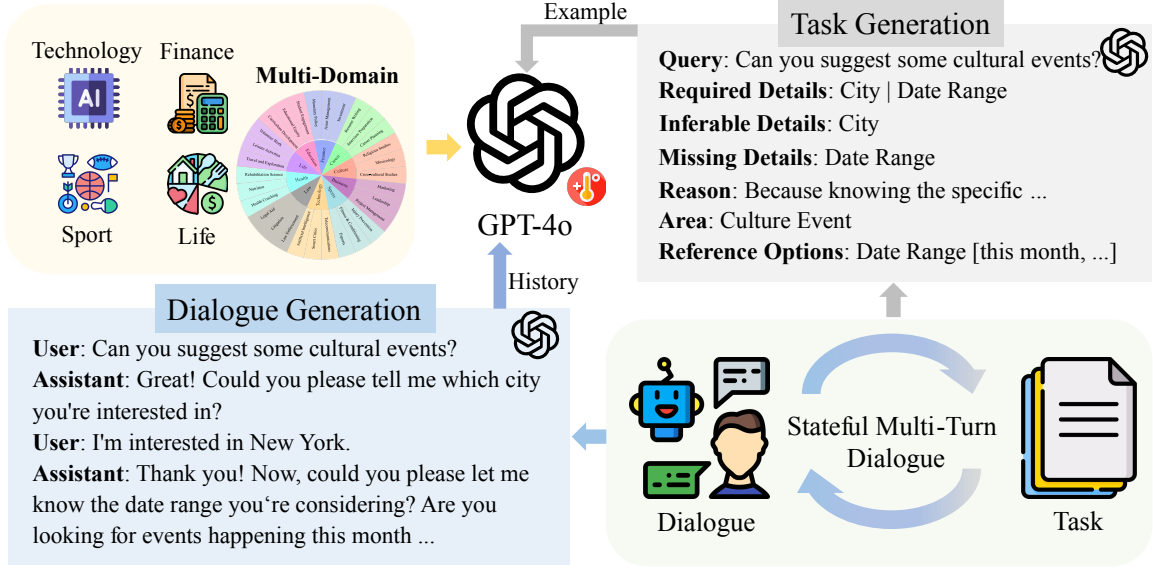 Technology
Finance
AI
Multi-Domain
Sport
Life
Example
GPT-4o
History
Task Generation
Query: Can you suggest some cultural events?
Required Details: City | Date Range
Inferable Details: City
Missing Details: Date Range
Reason: Because knowing the specific ...
Area: Culture Event
Reference Options: Date Range [this month, ...]
Dialogue Generation
User: Can you suggest some cultural events?
Assistant: Great! Could you please tell me which city
you're interested in?
User: I'm interested in New York.
Assistant: Thank you! Now, could you please let me
know the date range you‘re considering? Are you
looking for events happening this month ...
Stateful Multi-Turn
Dialogue
Dialogue
Task